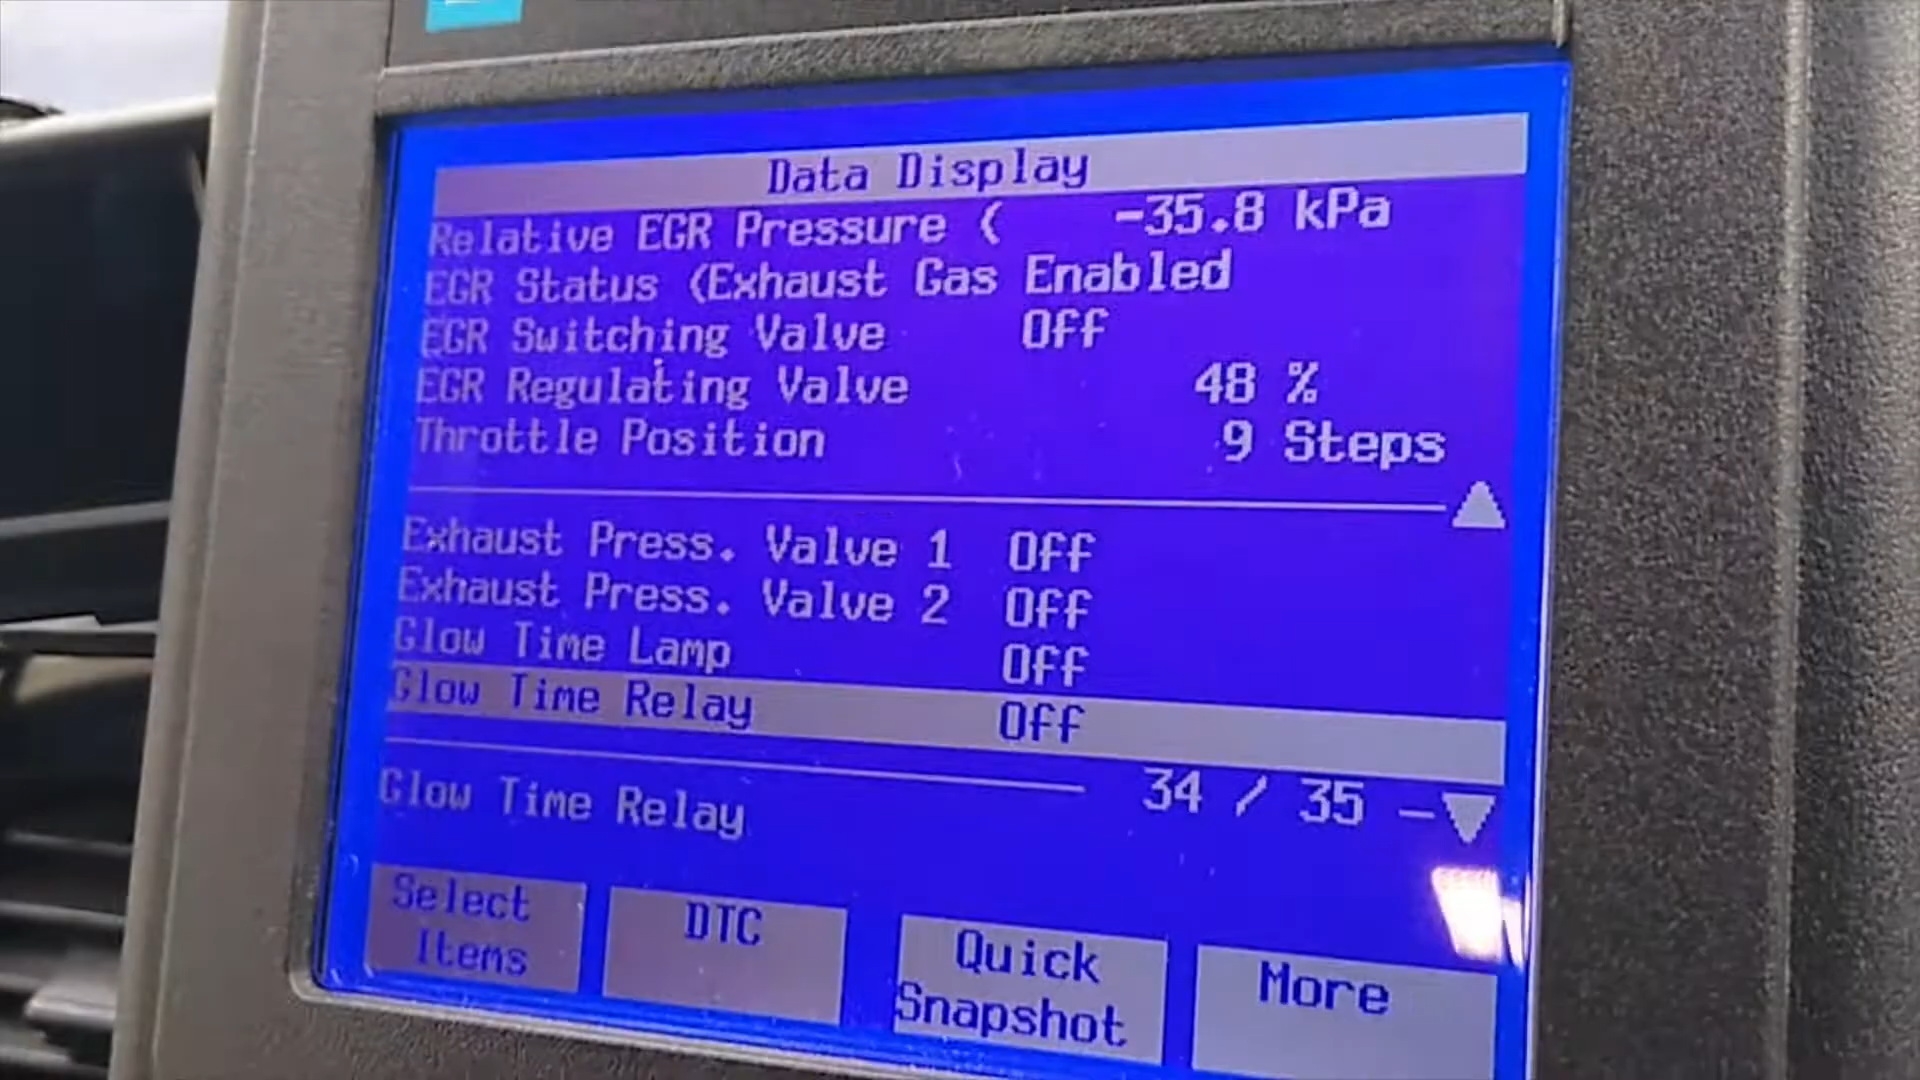 Data Display
Relative EGR Pressure ( -35.8 kPa
EGR Status (Exhaust Gas Enabled
EGR Switching Valve Off
EGR Regulating Valve 48 %
Throttle Position 9 Steps
Exhaust Press. Valve 1 Off
Exhaust Press. Valve 2 Off
Glow Time Lamp Off
Glow Time Relay Off
34 / 35
Glow Time Relay
Select Items
DTC
Quick Snapshot
More